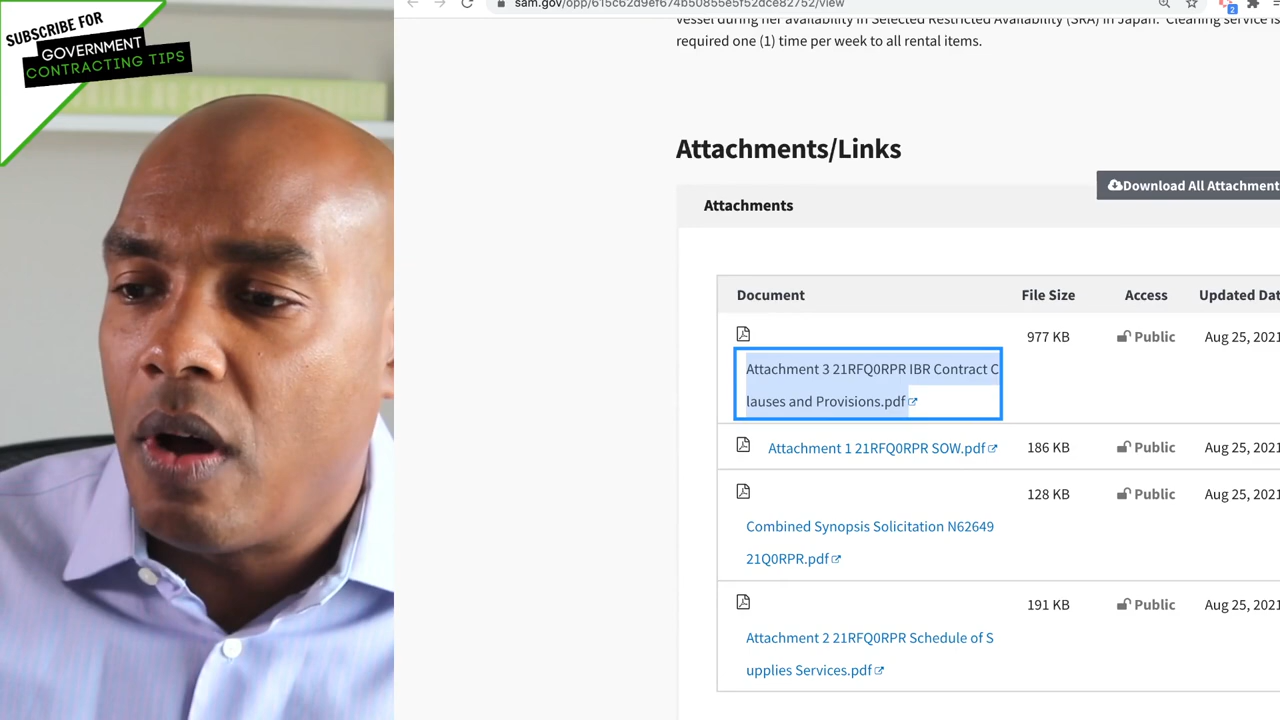 SUBSCRIBE FOR
GOVERNMENT
CONTRACTING TIPS
sam.gov/opp/615c62d9ef674b50855e5f52dce82752/view
2
vessel during her availability in Selected Restricted Availability (SRA) in Japan. Cleaning service is
required one (1) time per week to all rental items.
Attachments/Links
Download All Attachment
Attachments
Document File Size Access Updated Dat
977 KB Public Aug 25, 2021
Attachment 3 21RFQ0RPR IBR Contract C
lauses and Provisions.pdf
Attachment 1 21RFQ0RPR SOW.pdf 186 KB Public Aug 25, 2021
128 KB Public Aug 25, 2021
Combined Synopsis Solicitation N62649
21Q0RPR.pdf
191 KB Public Aug 25, 2021
Attachment 2 21RFQ0RPR Schedule of S
upplies Services.pdf